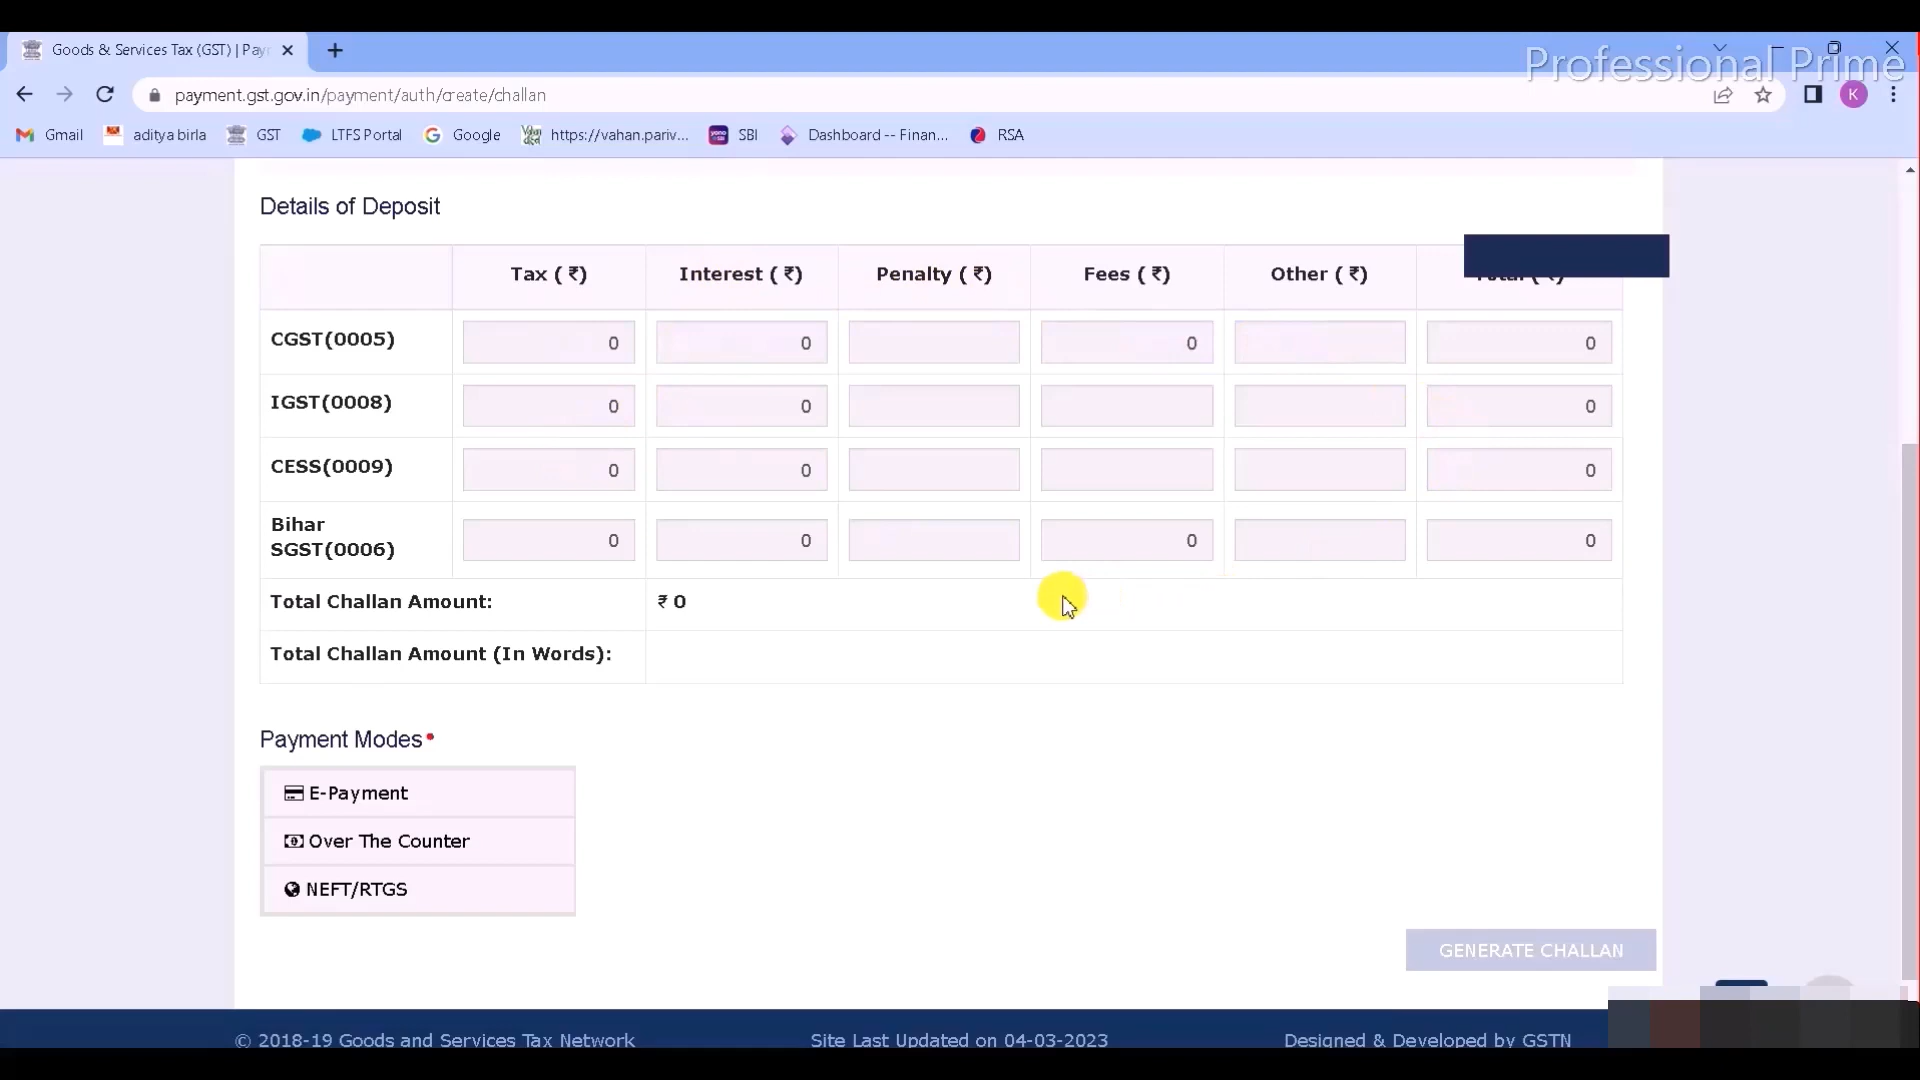 Goods & Services Tax (GST) | Pay
Professional Prime
payment.gst.gov.in/payment/auth/create/challan
K
Gmail aditya birla GST LTFS Portal Google https://vahan.pariv... SBI Dashboard -- Finan... RSA
Details of Deposit
Tax ( ₹) Interest ( ₹) Penalty ( ₹) Fees ( ₹) Other ( ₹)
CGST(0005) 0 0 0 0
IGST(0008) 0 0 0
CESS(0009) 0 0 0
Bihar
SGST(0006) 0 0 0 0
Total Challan Amount: ₹ 0
Total Challan Amount (In Words):
Payment Modes•
E-Payment
Over The Counter
NEFT/RTGS
GENERATE CHALLAN
© 2018-19 Goods and Services Tax Network Site Last Updated on 04-03-2023 Designed & Developed by GSTN